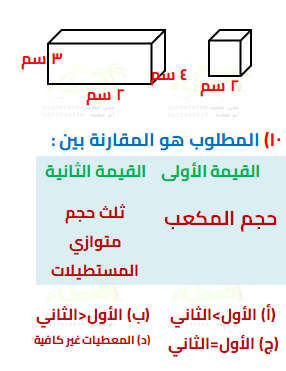 ٣ سم
٤ سم
٢ سم
٢ سم
١٠) المطلوب هو المقارنة بين :
القيمة الأولى القيمة الثانية
حجم المكعب
ثلث حجم
متوازي
المستطيلات
(أ) الأول>الثاني (ب) الأول<الثاني
(ج) الأول=الثاني (د) المعطيات غير كافية